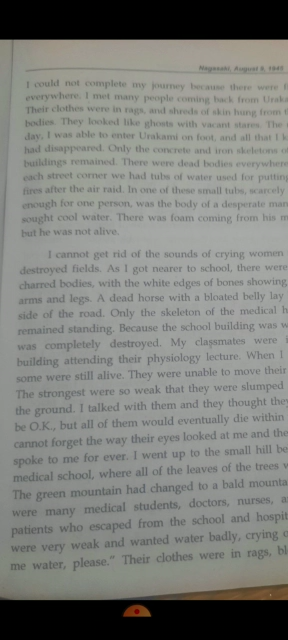 Nagasaki, August 9, 1945
I could not complete my journey because there were
everywhere. I met many people coming back from
Their clothes were in rags, and shreds of skin hung from
bodies. They looked like ghosts with vacant stares. The
day, I was able to enter Urakami on foot, and all that I
had disappeared. Only the concrete and iron skeletons
buildings remained. There were dead bodies everywhere
each street corner we had tubs of water used for putting
fires after the air raid. In one of these small tubs, scarcely
enough for one person, was the body of a desperate man
sought cool water. There was foam coming from his
but he was not alive.
I cannot get rid of the sounds of crying women
destroyed fields. As I got nearer to school, there were
charred bodies, with the white edges of bones showing
arms and legs. A dead horse with a bloated belly lay
side of the road. Only the skeleton of the medical
remained standing. Because the school building was
was completely destroyed. My classmates were
building attending their physiology lecture. When I
some were still alive. They were unable to move their
The strongest were so weak that they were slumped
the ground. I talked with them and they thought
be O.K., but all of them would eventually die within
cannot forget the way their eyes looked at me and
spoke to me for ever. I went up to the small hill
medical school, where all of the leaves of the trees
The green mountain had changed to a bald
were many medical students, doctors, nurses,
patients who escaped from the school and
were very weak and wanted water badly, crying
me water, please." Their clothes were in rags,